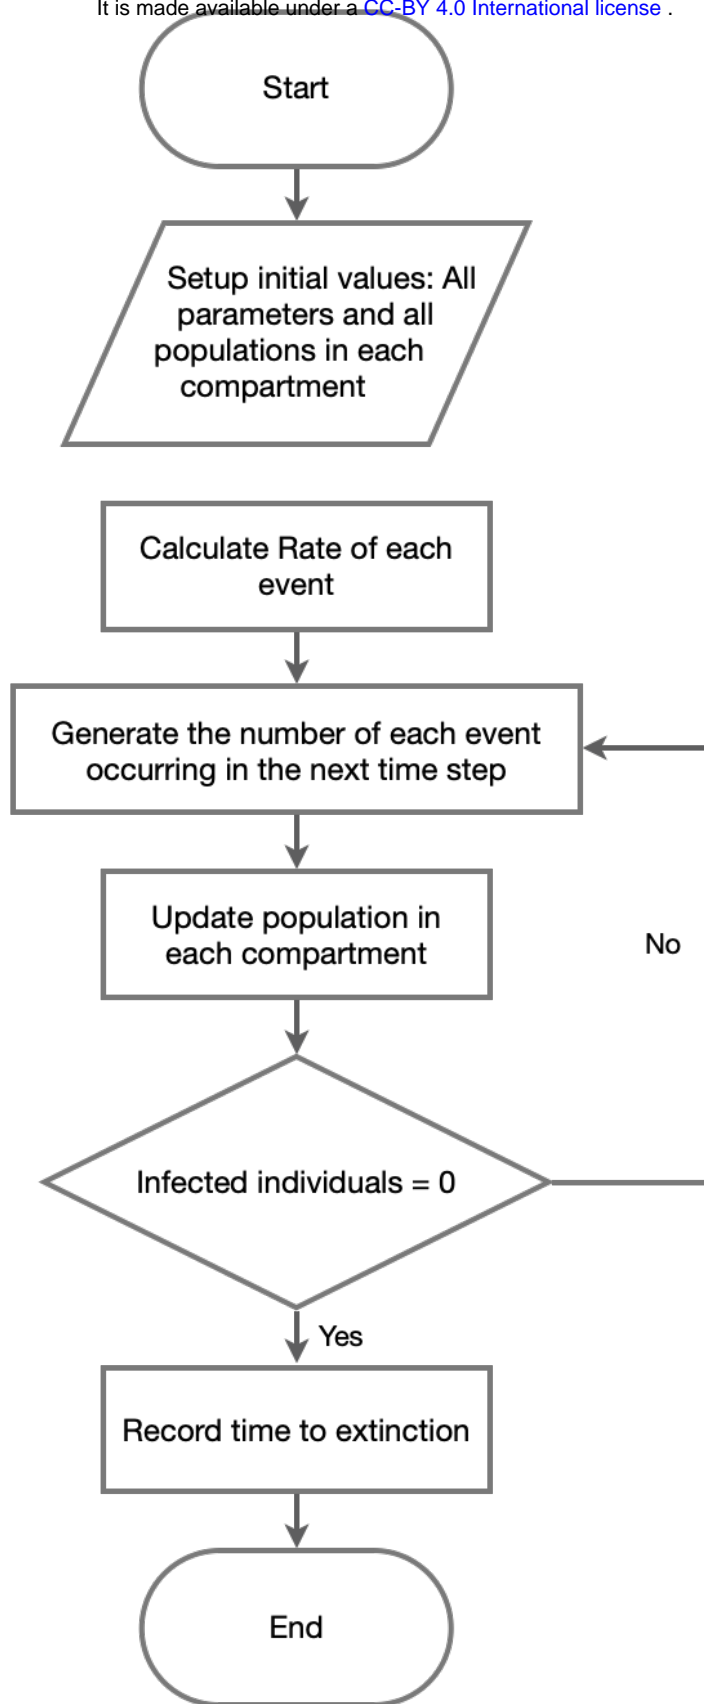 It is made available under a CC-BY 4.0 International license .
Start
Setup initial values: All
parameters and all
populations in each
compartment
Calculate Rate of each
event
Generate the number of each event
occurring in the next time step
Update population in
each compartment
No
Infected individuals = 0
Yes
Record time to extinction
End